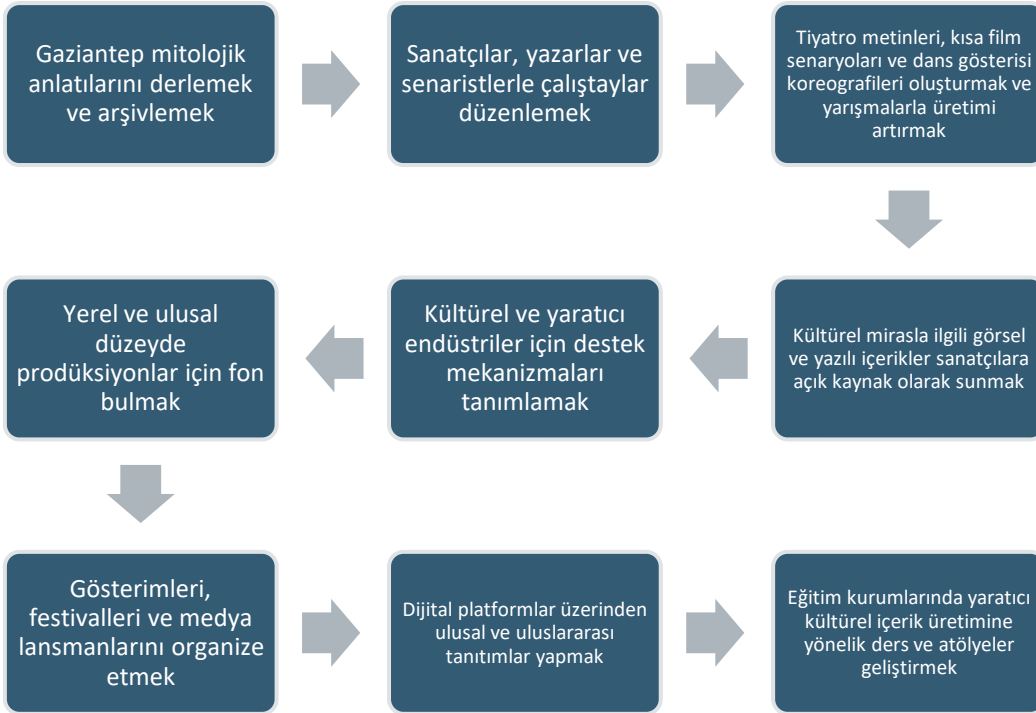 Gaziantep mitolojik
anlatılarını derlemek
ve arşivlemek
Sanatçılar, yazarlar ve
senaristlerle çalıştaylar
düzenlemek
Tiyatro metinleri, kısa film
senaryoları ve dans gösterisi
koreografileri oluşturmak ve
yarışmalarla üretimi
artırmak
Kültürel mirasla ilgili görsel
ve yazılı içerikler sanatçılara
açık kaynak olarak sunmak
Kültürel ve yaratıcı
endüstriler için destek
mekanizmaları
tanımlamak
Yerel ve ulusal
düzeyde
prodüksiyonlar için fon
bulmak
Gösterimleri,
festivalleri ve medya
lansmanlarını organize
etmek
Dijital platformlar üzerinden
ulusal ve uluslararası
tanıtımlar yapmak
Eğitim kurumlarında yaratıcı
kültürel içerik üretimine
yönelik ders ve atölyeler
geliştirmek